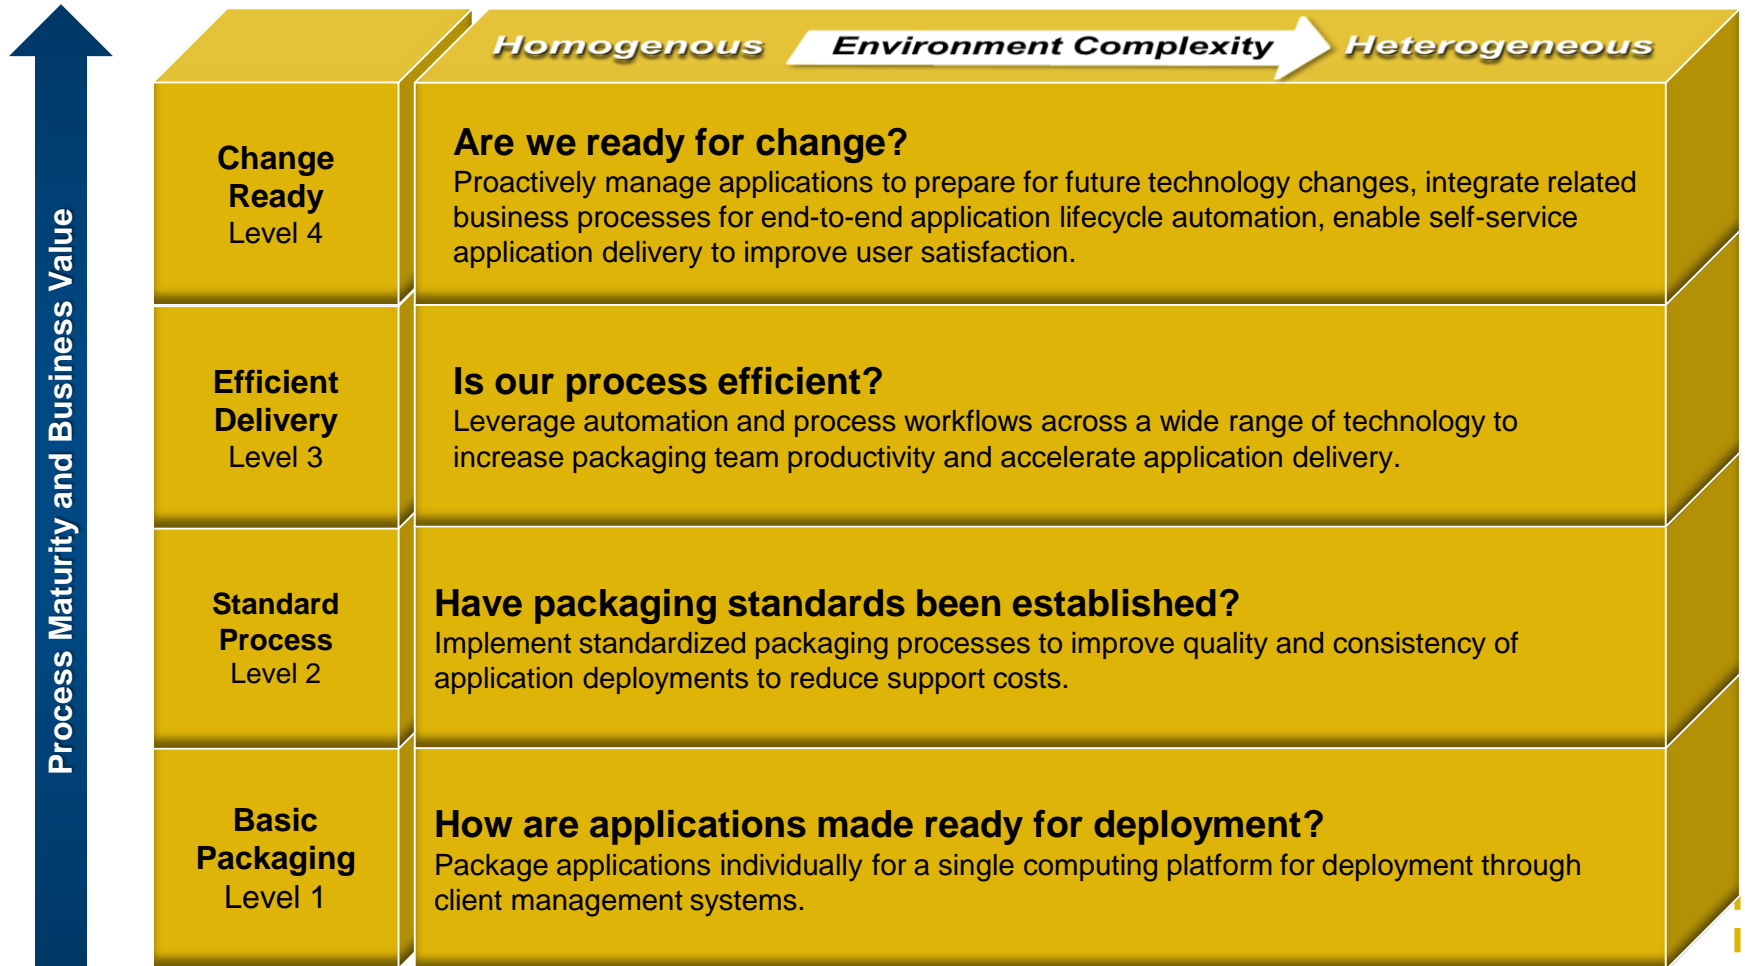 Homogenous
Environment Complexity
Heterogeneous
Process Maturity and Business Value
Change
Ready
Level 4
Are we ready for change?
Proactively manage applications to prepare for future technology changes, integrate related
business processes for end-to-end application lifecycle automation, enable self-service
application delivery to improve user satisfaction.
Efficient
Delivery
Level 3
Is our process efficient?
Leverage automation and process workflows across a wide range of technology to
increase packaging team productivity and accelerate application delivery.
Standard
Process
Level 2
Have packaging standards been established?
Implement standardized packaging processes to improve quality and consistency of
application deployments to reduce support costs.
Basic
Packaging
Level 1
How are applications made ready for deployment?
Package applications individually for a single computing platform for deployment through
client management systems.